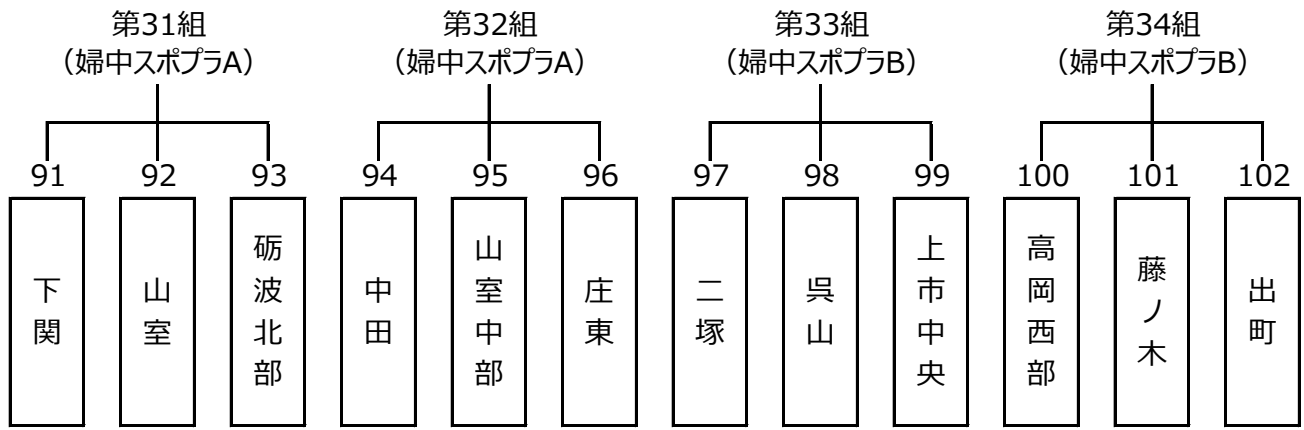 第31組
（婦中スポプラA）
第32組
（婦中スポプラA）
第33組
（婦中スポプラB）
第34組
（婦中スポプラB）
91
92
93
94
95
96
97
98
99
100
101
102
下関
山室
砺波北部
中田
山室中部
庄東
二塚
呉山
上市中央
高岡西部
藤ノ木
出町